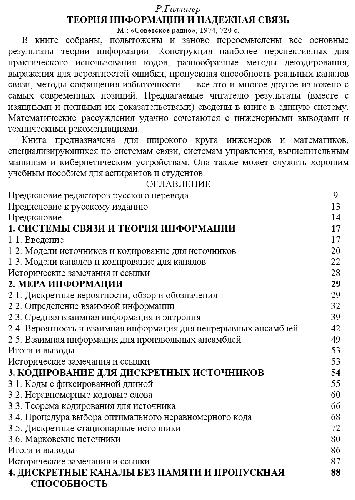 Р.Галлагер
ТЕОРИЯ ИНФОРМАЦИИ И НАДЕЖНАЯ СВЯЗЬ
М.: «Советское радио», 1974, 720 с.
В книге собраны, подытожены и заново переосмыслены все основные
результаты теории информации. Конструкции наиболее перспективных для
практического использования кодов, разнообразные методы декодирования,
выражения для вероятностей ошибки, пропускная способность реальных каналов
связи, методы сокращения избыточности — все это и многое другое изложено с
самых современных позиций. Предлагаемые читателю результаты (вместе с
изящными и полными их доказательствами) сведены в книге в единую систему.
Математические рассуждения удачно сочетаются с инженерными выводами и
техническими рекомендациями.
Книга предназначена для широкого круга инженеров и математиков,
специализирующихся по системам связи, системам управления, вычислительным
машинам и кибернетическим устройствам. Она также может служить хорошим
учебным пособием для аспирантов и студентов.
ОГЛАВЛЕНИЕ
Предисловие редакторов русского перевода 9
Предисловие к русскому изданию 13
Предисловие 14
1. СИСТЕМЫ СВЯЗИ И ТЕОРИЯ ИНФОРМАЦИИ 17
1.1. Введение 17
1.2. Модели источников и кодирование для источников 20
1.3. Модели каналов и кодирование для каналов 22
Исторические замечания и ссылки 28
2. МЕРА ИНФОРМАЦИИ 29
2.1. Дискретные вероятности, обзор и обозначения 29
2.2. Определение взаимной информации 32
2.3. Средняя взаимная информация и энтропия 39
2.4. Вероятность и взаимная информация для непрерывных ансамблей 42
2.5. Взаимная информация для произвольных ансамблей 49
Итоги и выводы 53
Исторические замечания и ссылки 53
3. КОДИРОВАНИЕ ДЛЯ ДИСКРЕТНЫХ ИСТОЧНИКОВ 54
3.1. Коды с фиксированной длиной 55
3.2. Неравномерные кодовые слова 60
3.3. Теорема кодирования для источника 66
3.4. Процедура выбора оптимального неравномерного кода 68
3.5. Дискретные стационарные источники 72
3.6. Марковские источники 80
Итоги и выводы 86
Исторические замечания и ссылки 87
4. ДИСКРЕТНЫЕ КАНАЛЫ БЕЗ ПАМЯТИ И ПРОПУСКНАЯ 88
СПОСОБНОСТЬ